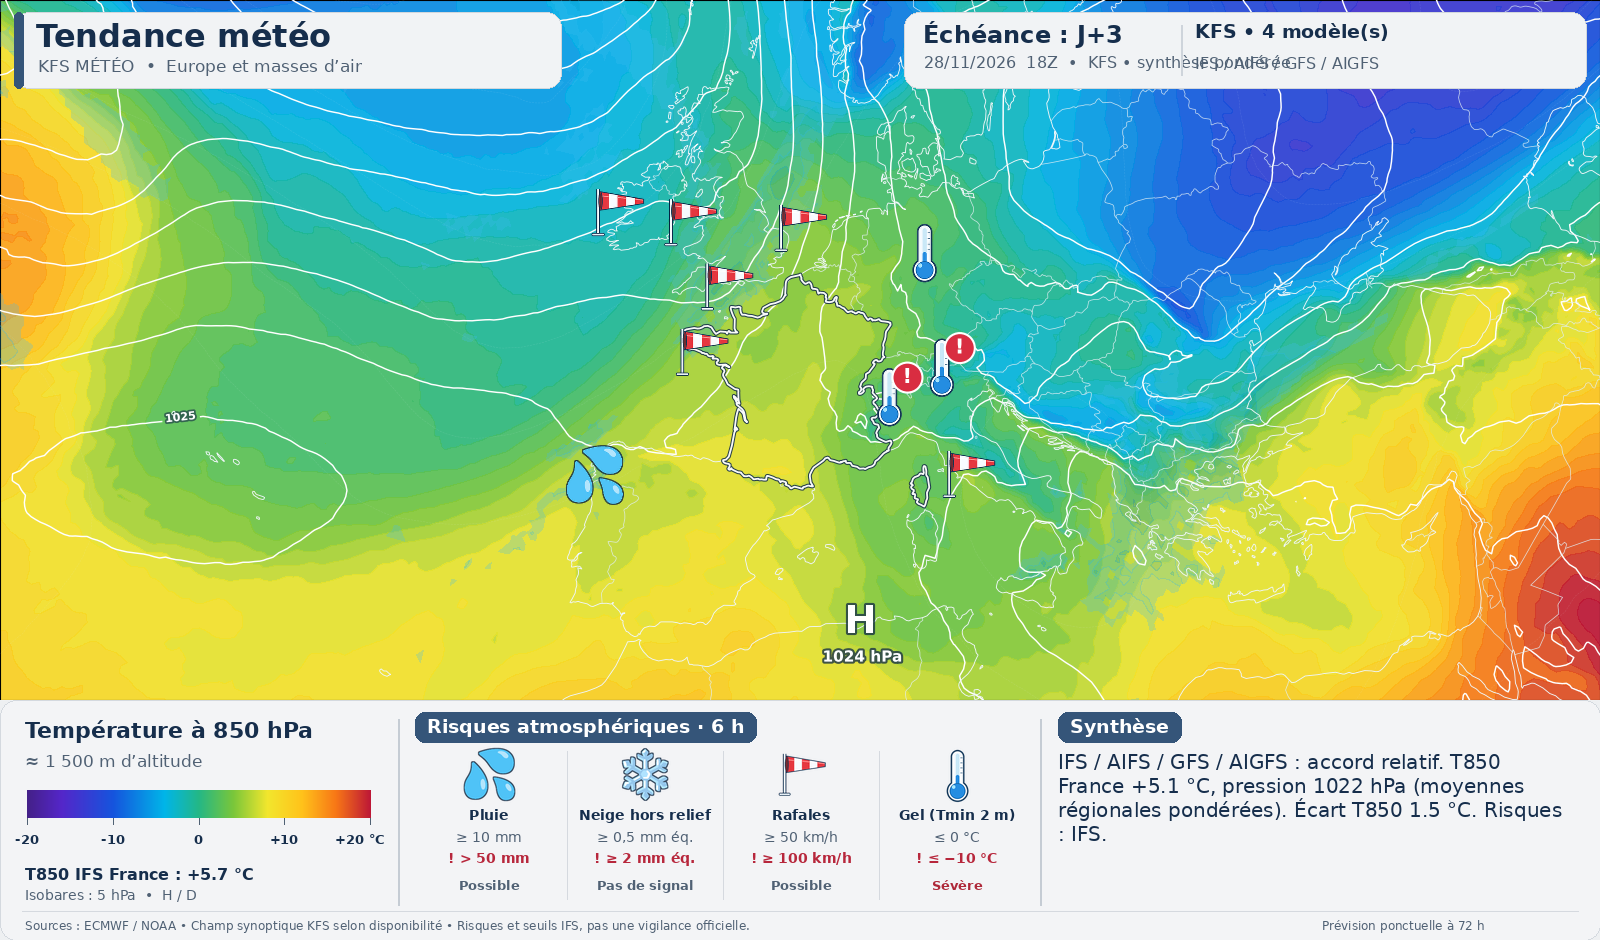 Tendance météo
KFS MÉTÉO • Europe et masses d’air
Échéance : J+3
28/11/2026 18Z • KFS • synthèse pondérée
KFS • 4 modèle(s)
IFS / AIFS / GFS / AIGFS
1025
H
1024 hPa
!
!
Température à 850 hPa
≈ 1 500 m d’altitude
-20 -10 0 +10 +20 °C
T850 IFS France : +5.7 °C
Isobares : 5 hPa • H / D
Risques atmosphériques · 6 h
Pluie
≥ 10 mm
! > 50 mm
Possible
Neige hors relief
≥ 0,5 mm éq.
! ≥ 2 mm éq.
Pas de signal
Rafales
≥ 50 km/h
! ≥ 100 km/h
Possible
Gel (Tmin 2 m)
≤ 0 °C
! ≤ −10 °C
Sévère
Synthèse
IFS / AIFS / GFS / AIGFS : accord relatif. T850
France +5.1 °C, pression 1022 hPa (moyennes
régionales pondérées). Écart T850 1.5 °C. Risques
: IFS.
Sources : ECMWF / NOAA • Champ synoptique KFS selon disponibilité • Risques et seuils IFS, pas une vigilance officielle.
Prévision ponctuelle à 72 h